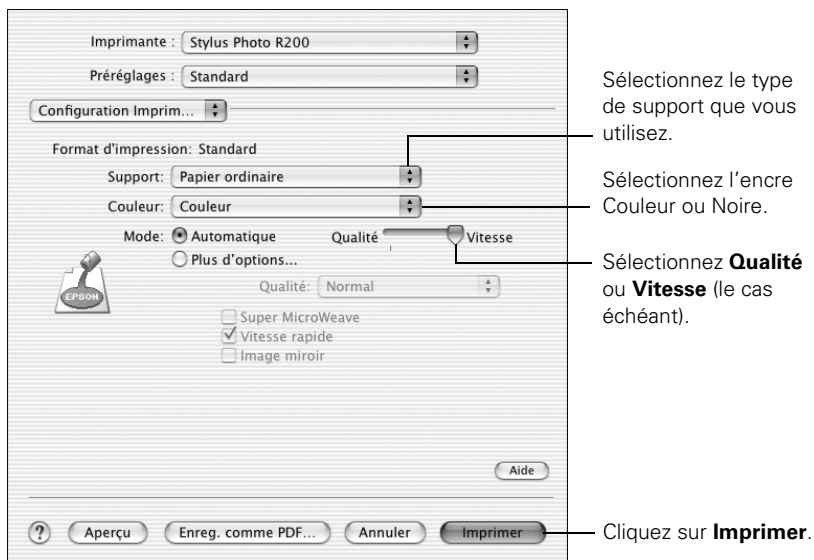 Imprimante : Stylus Photo R200
Préréglages : Standard
Configuration Imprim...
Format d'impression: Standard
Support: Papier ordinaire
Couleur: Couleur
Mode: Automatique Qualité Vitesse
Plus d'options...
Qualité: Normal
EPSON
Super MicroWeave
Vitesse rapide
Image miroir
Aide
? Aperçu Enreg. comme PDF... Annuler Imprimer
Sélectionnez le type
de support que vous
utilisez.
Sélectionnez l'encre
Couleur ou Noire.
Sélectionnez Qualité
ou Vitesse (le cas
échéant).
Cliquez sur Imprimer.